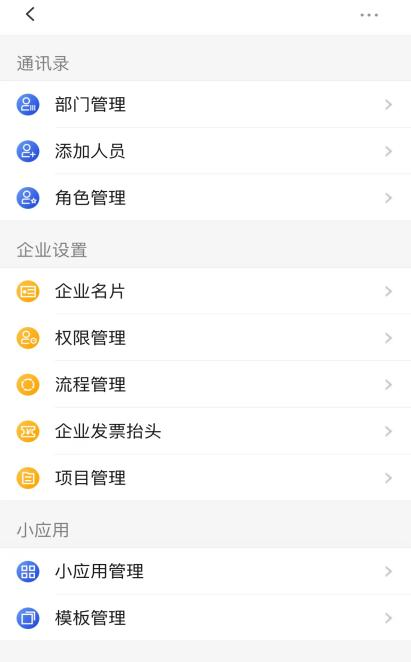 通讯录
部门管理
添加人员
角色管理
企业设置
企业名片
权限管理
流程管理
企业发票抬头
项目管理
小应用
小应用管理
模板管理